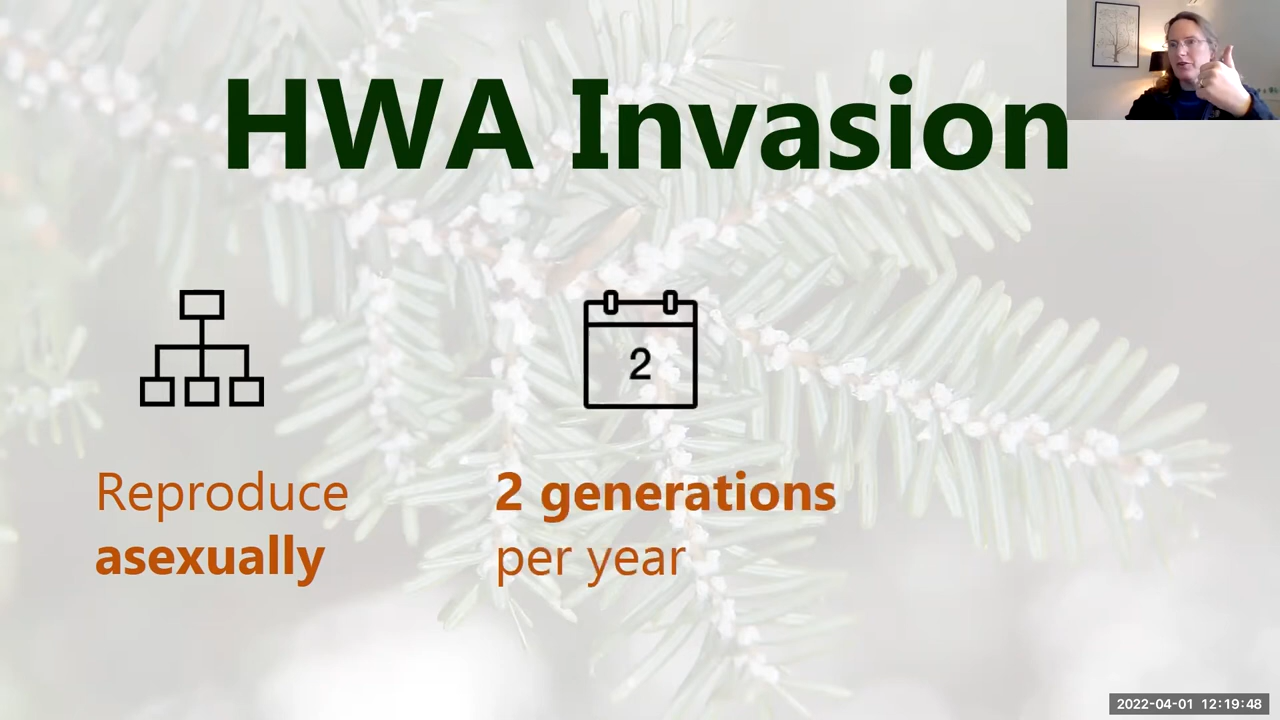 HWA Invasion
2
Reproduce
asexually
2 generations
per year
2022-04-01 12:19:48